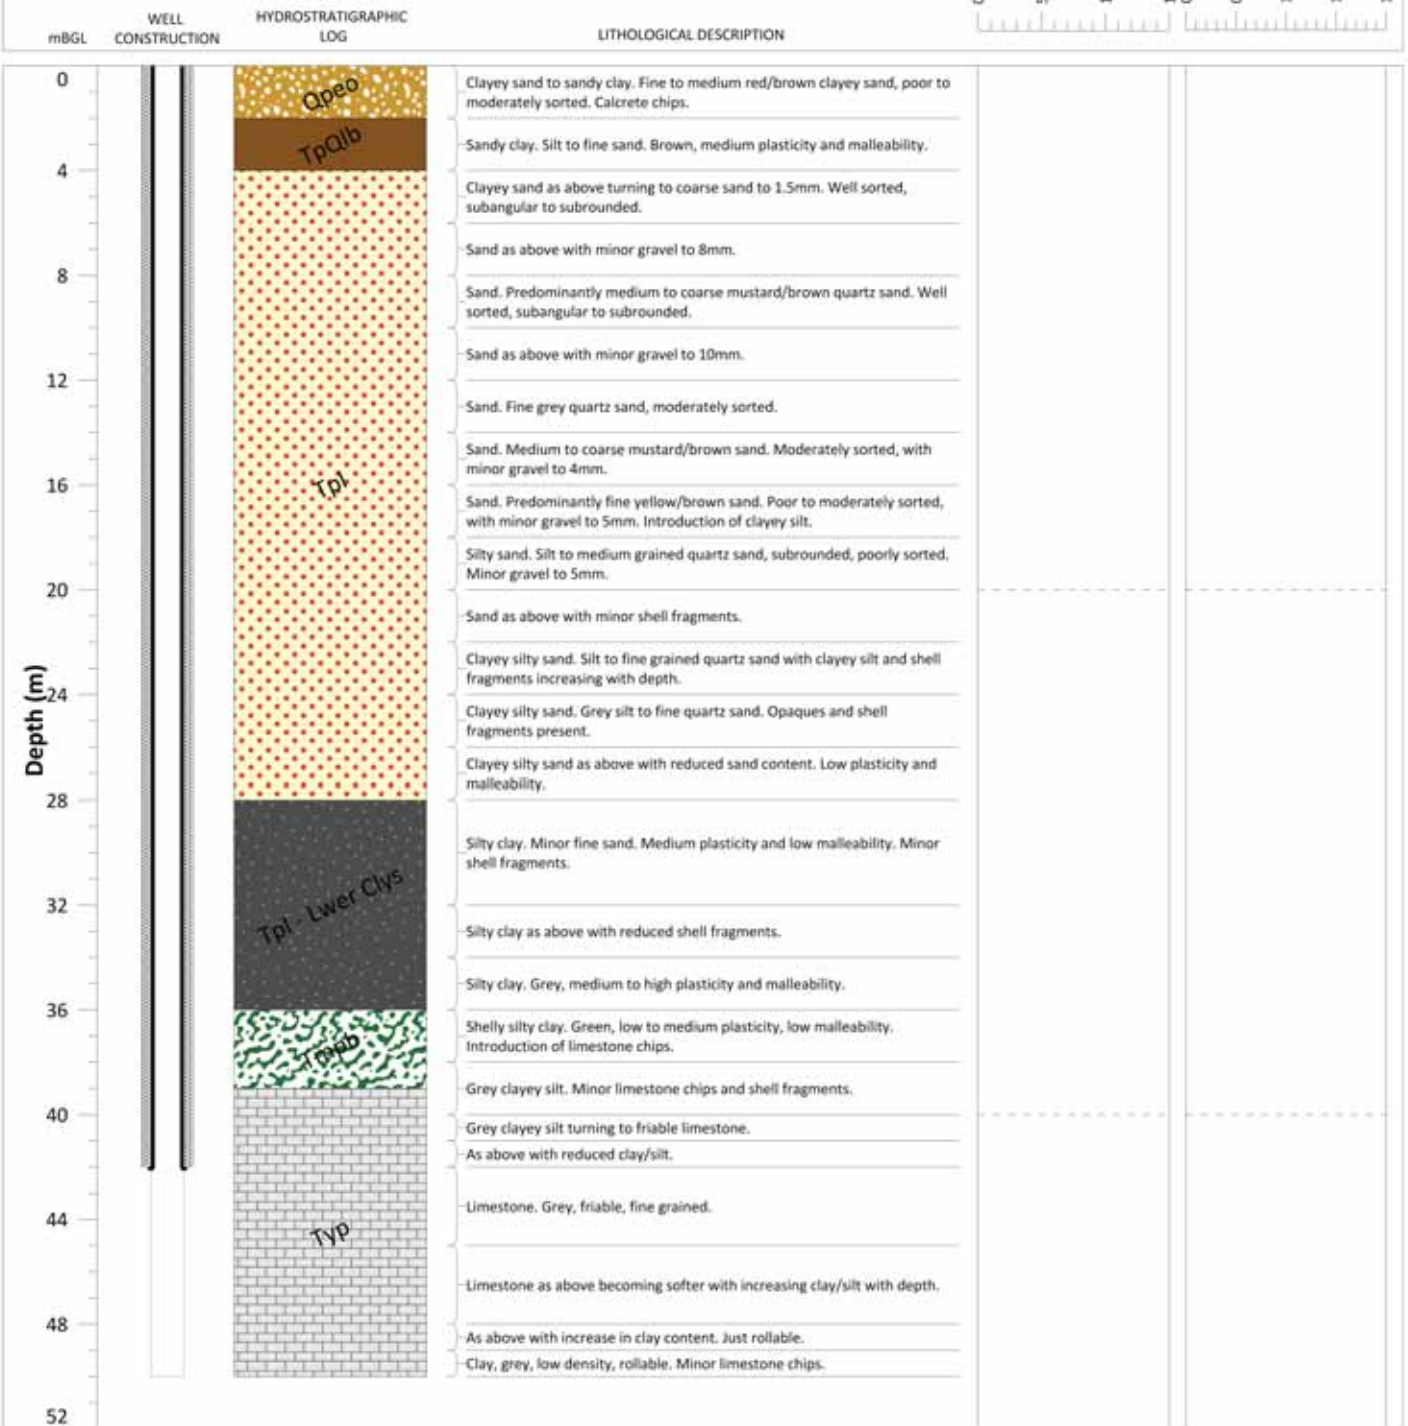 mBGL
WELL
CONSTRUCTION
HYDROSTRATIGRAPHIC
LOG
LITHOLOGICAL DESCRIPTION
Depth (m)
0
4
8
12
16
20
24
28
32
36
40
44
48
52
Qpeo
TpQlb
Tpl
Tpl - Lwer Clys
Tmpb
Typ
Clayey sand to sandy clay. Fine to medium red/brown clayey sand, poor to
moderately sorted. Calcrete chips.
Sandy clay. Silt to fine sand. Brown, medium plasticity and malleability.
Clayey sand as above turning to coarse sand to 1.5mm. Well sorted,
subangular to subrounded.
Sand as above with minor gravel to 8mm.
Sand. Predominantly medium to coarse mustard/brown quartz sand. Well
sorted, subangular to subrounded.
Sand as above with minor gravel to 10mm.
Sand. Fine grey quartz sand, moderately sorted.
Sand. Medium to coarse mustard/brown sand. Moderately sorted, with
minor gravel to 4mm.
Sand. Predominantly fine yellow/brown sand. Poor to moderately sorted,
with minor gravel to 5mm. Introduction of clayey silt.
Silty sand. Silt to medium grained quartz sand, subrounded, poorly sorted.
Minor gravel to 5mm.
Sand as above with minor shell fragments.
Clayey silty sand. Silt to fine grained quartz sand with clayey silt and shell
fragments increasing with depth.
Clayey silty sand. Grey silt to fine quartz sand. Opaques and shell
fragments present.
Clayey silty sand as above with reduced sand content. Low plasticity and
malleability.
Silty clay. Minor fine sand. Medium plasticity and low malleability. Minor
shell fragments.
Silty clay as above with reduced shell fragments.
Silty clay. Grey, medium to high plasticity and malleability.
Shelly silty clay. Green, low to medium plasticity, low malleability.
Introduction of limestone chips.
Grey clayey silt. Minor limestone chips and shell fragments.
Grey clayey silt turning to friable limestone.
As above with reduced clay/silt.
Limestone. Grey, friable, fine grained.
Limestone as above becoming softer with increasing clay/silt with depth.
As above with increase in clay content. Just rollable.
Clay, grey, low density, rollable. Minor limestone chips.